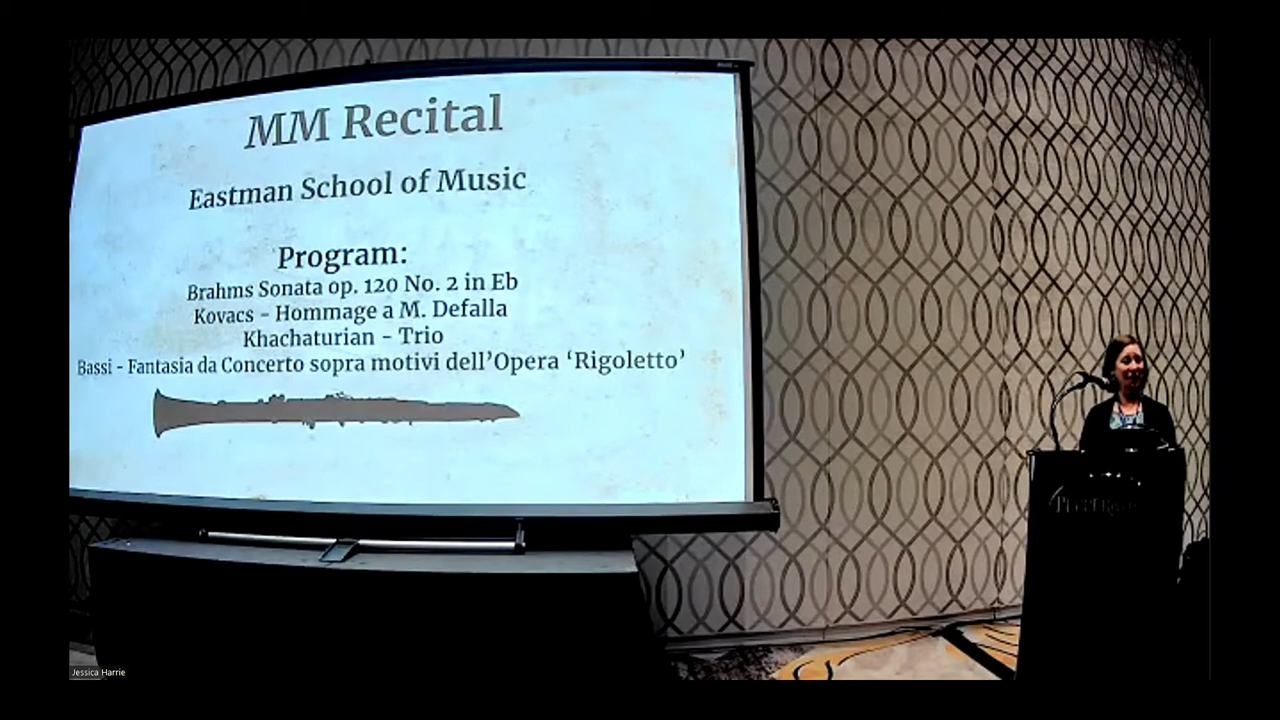 MM Recital
Eastman School of Music
Program:
Brahms Sonata op. 120 No. 2 in Eb
Kovacs - Hommage a M. Defalla
Khachaturian - Trio
Bassi - Fantasia da Concerto sopra motivi dell'Opera ‘Rigoletto’
Jessica Harrie